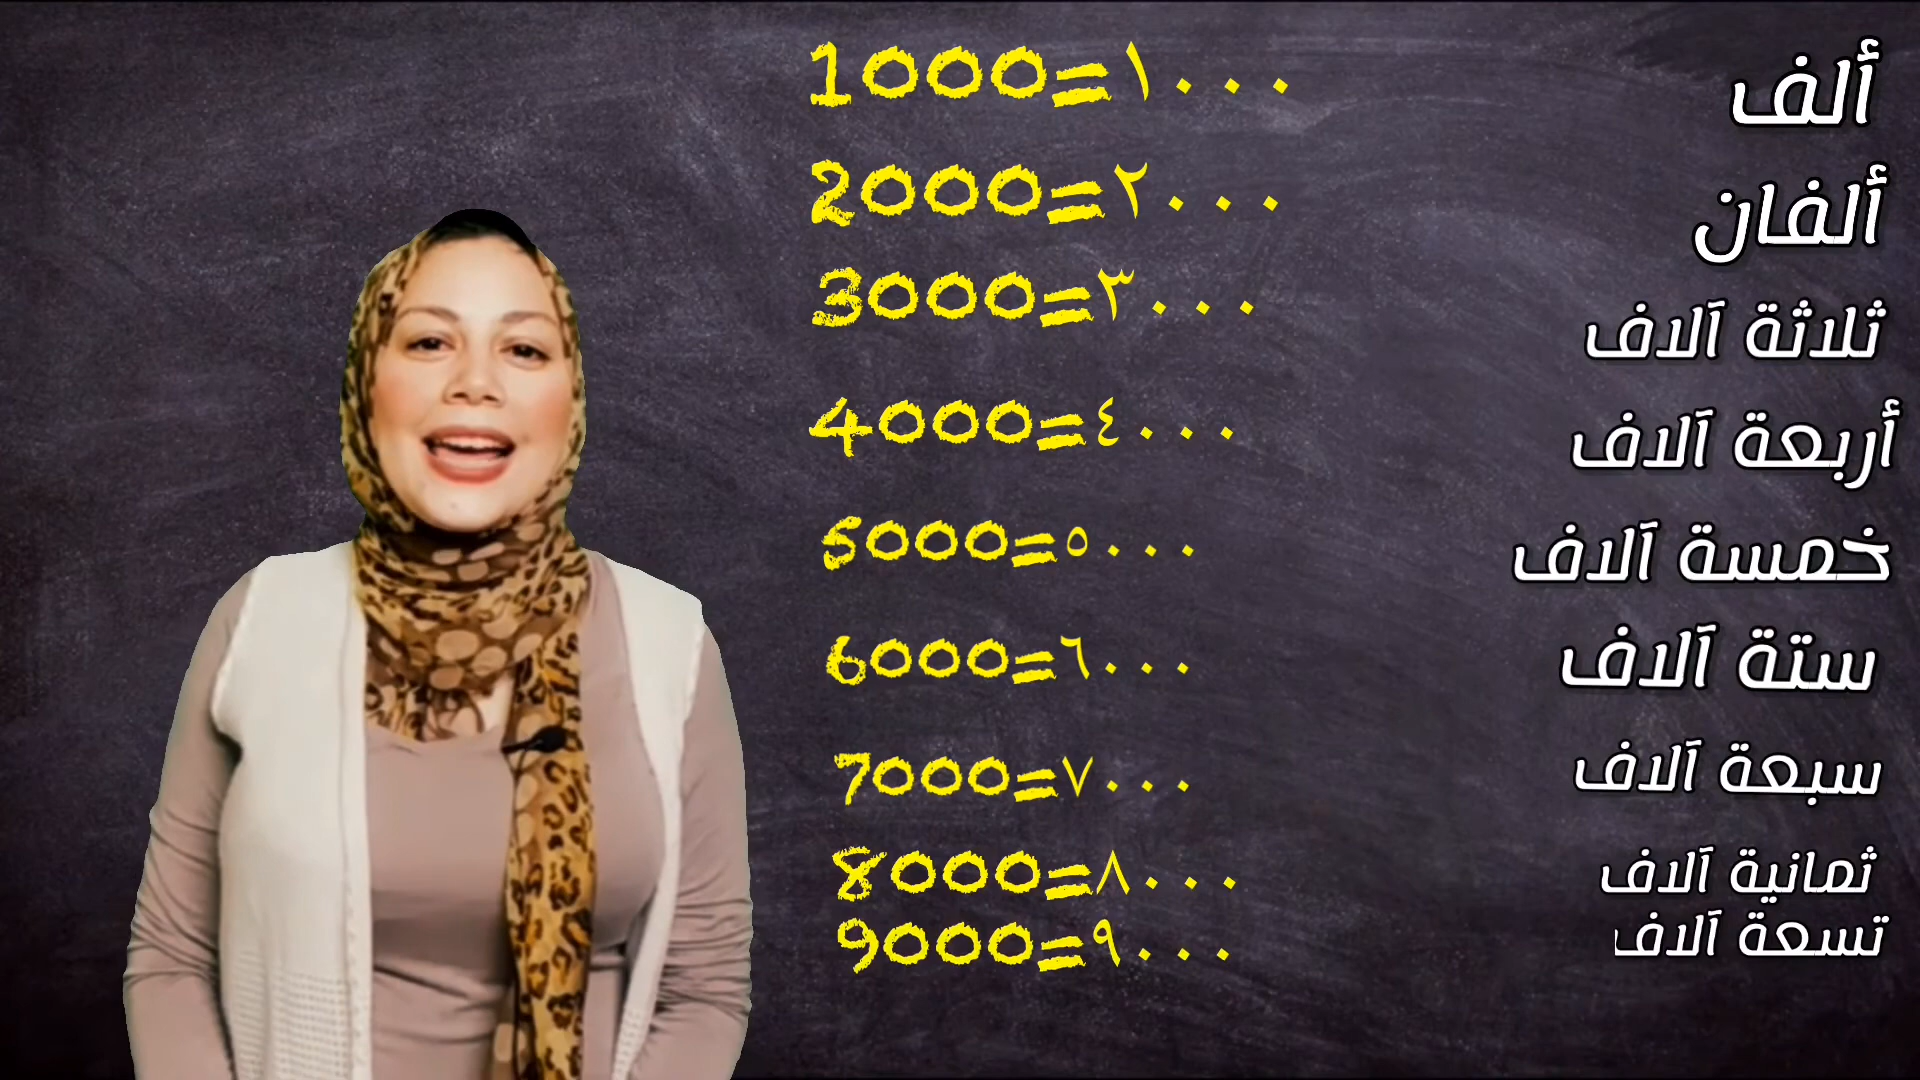 1000=١٠٠٠ ألف
2000=٢٠٠٠ ألفان
3000=٣٠٠٠ ثلاثة آلاف
4000=٤٠٠٠ أربعة آلاف
5000=٥٠٠٠ خمسة آلاف
6000=٦٠٠٠ ستة آلاف
7000=٧٠٠٠ سبعة آلاف
8000=٨٠٠٠ ثمانية آلاف
9000=٩٠٠٠ تسعة آلاف